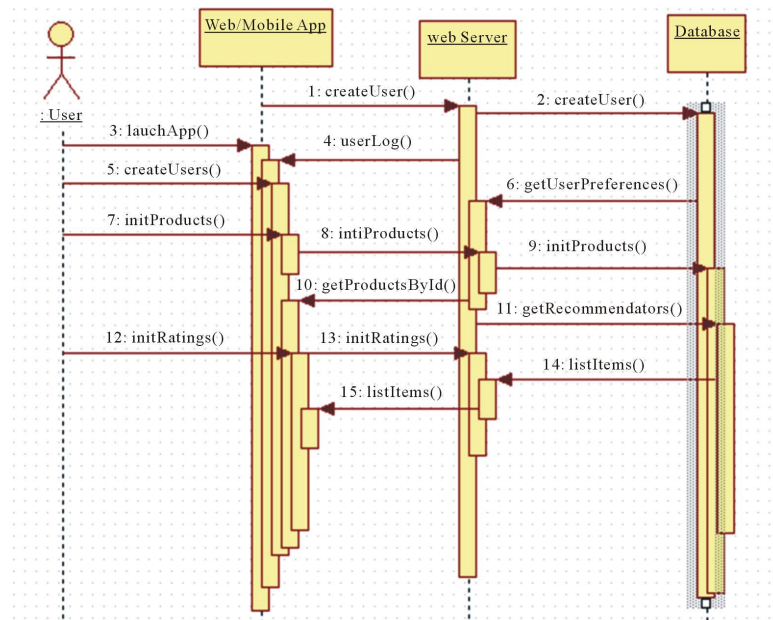 Web/Mobile App
web Server
Database
: User
1: createUser()
2: createUser()
3: lauchApp()
4: userLog()
5: createUsers()
6: getUserPreferences()
7: initProducts()
8: intiProducts()
9: initProducts()
10: getProductsById()
11: getRecommendators()
12: initRatings()
13: initRatings()
14: listItems()
15: listItems()